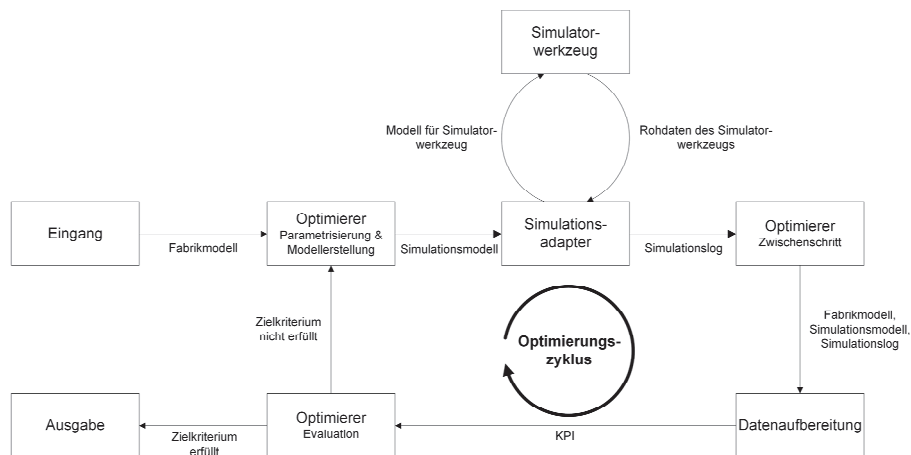 Simulator-
werkzeug
Modell für Simulator-
werkzeug
Rohdaten des Simulator-
werkzeugs
Eingang
Fabrikmodell
Optimierer
Parametrisierung &
Modellerstellung
Simulationsmodell
Simulations-
adapter
Simulationslog
Optimierer
Zwischenschritt
Zielkriterium
nicht erfüllt
Optimierungs-
zyklus
Fabrikmodell,
Simulationsmodell,
Simulationslog
Ausgabe
Zielkriterium
erfüllt
Optimierer
Evaluation
KPI
Datenaufbereitung